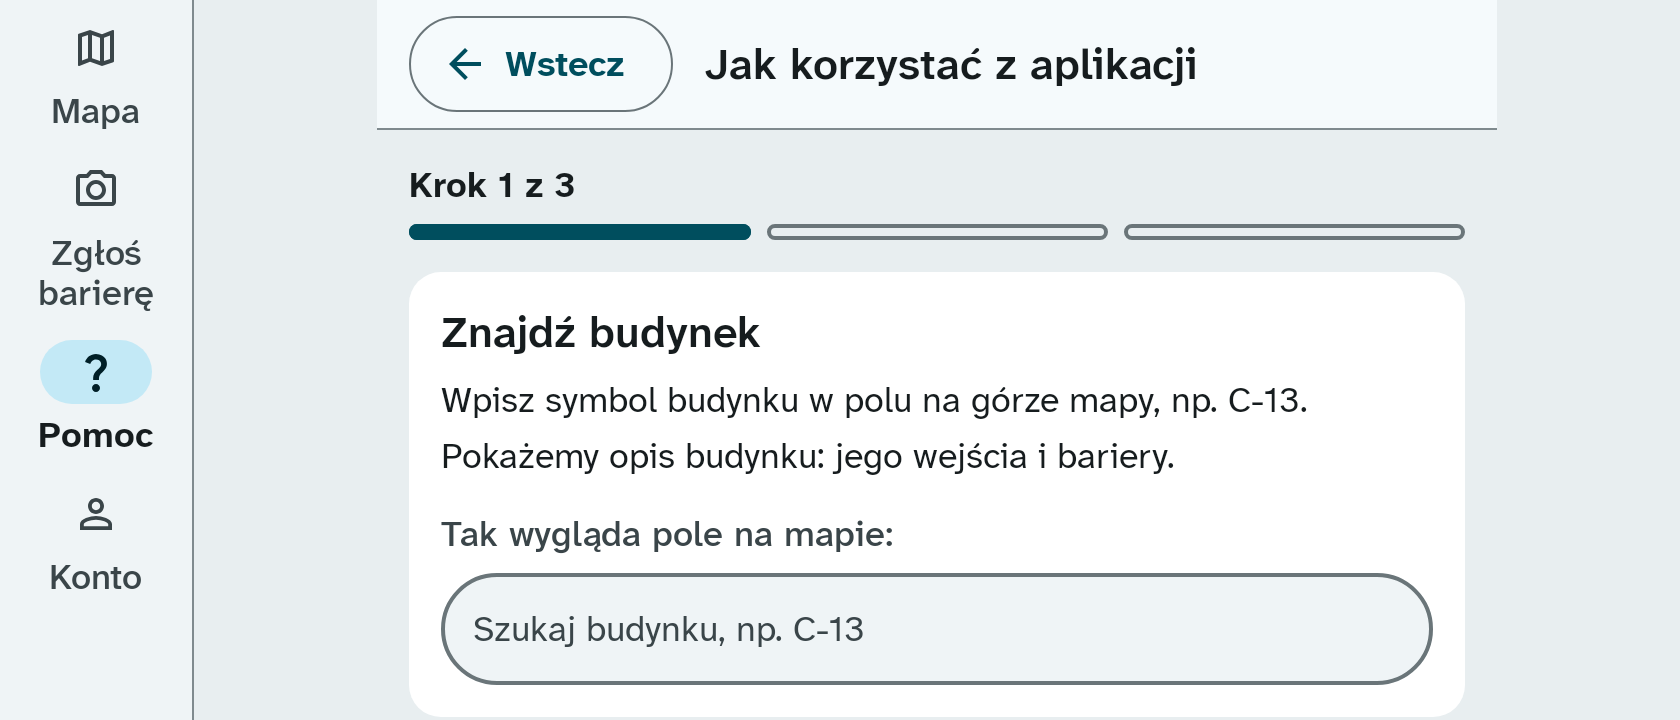 Mapa
Zgłoś
barierę
?
Pomoc
Konto
Wstecz
Jak korzystać z aplikacji
Krok 1 z 3
Znajdź budynek
Wpisz symbol budynku w polu na górze mapy, np. C-13.
Pokażemy opis budynku: jego wejścia i bariery.
Tak wygląda pole na mapie:
Szukaj budynku, np. C-13